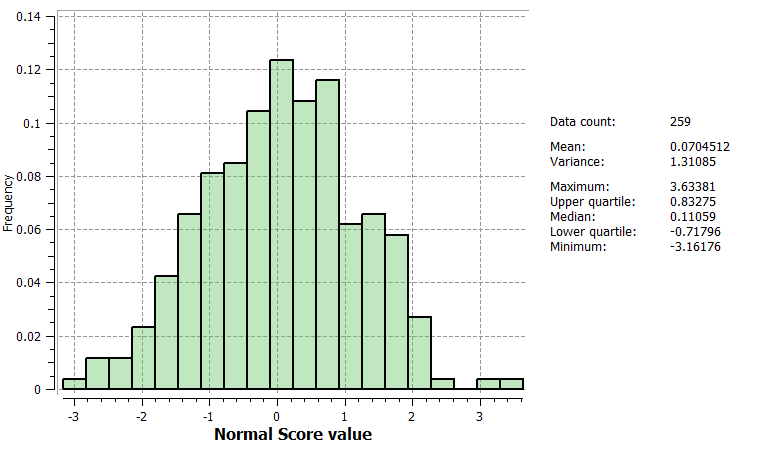 0.14
0.12
0.1
0.08
0.06
0.04
0.02
0
Frequency
-3 -2 -1 0 1 2 3
Normal Score value
Data count: 259
Mean: 0.0704512
Variance: 1.31085
Maximum: 3.63381
Upper quartile: 0.83275
Median: 0.11059
Lower quartile: -0.71796
Minimum: -3.16176